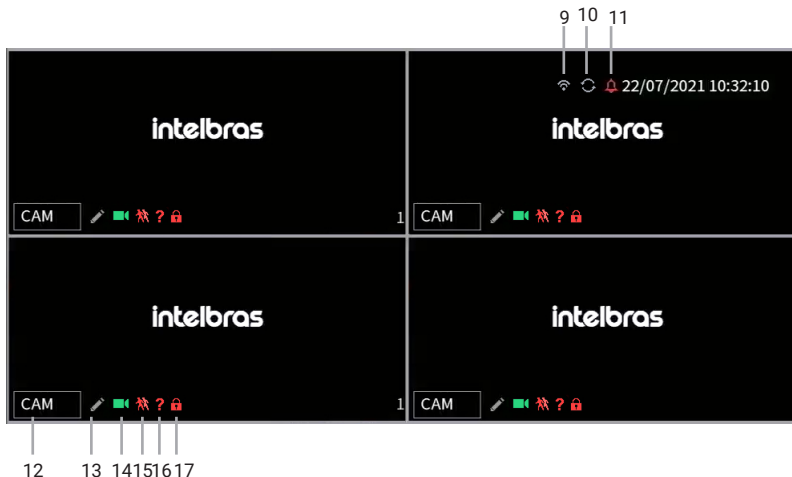 9 10 11
22/07/2021 10:32:10
intelbras intelbras
CAM ? 1 CAM ?
intelbras intelbras
CAM ? 1 CAM ?
12 13 14 15 16 17